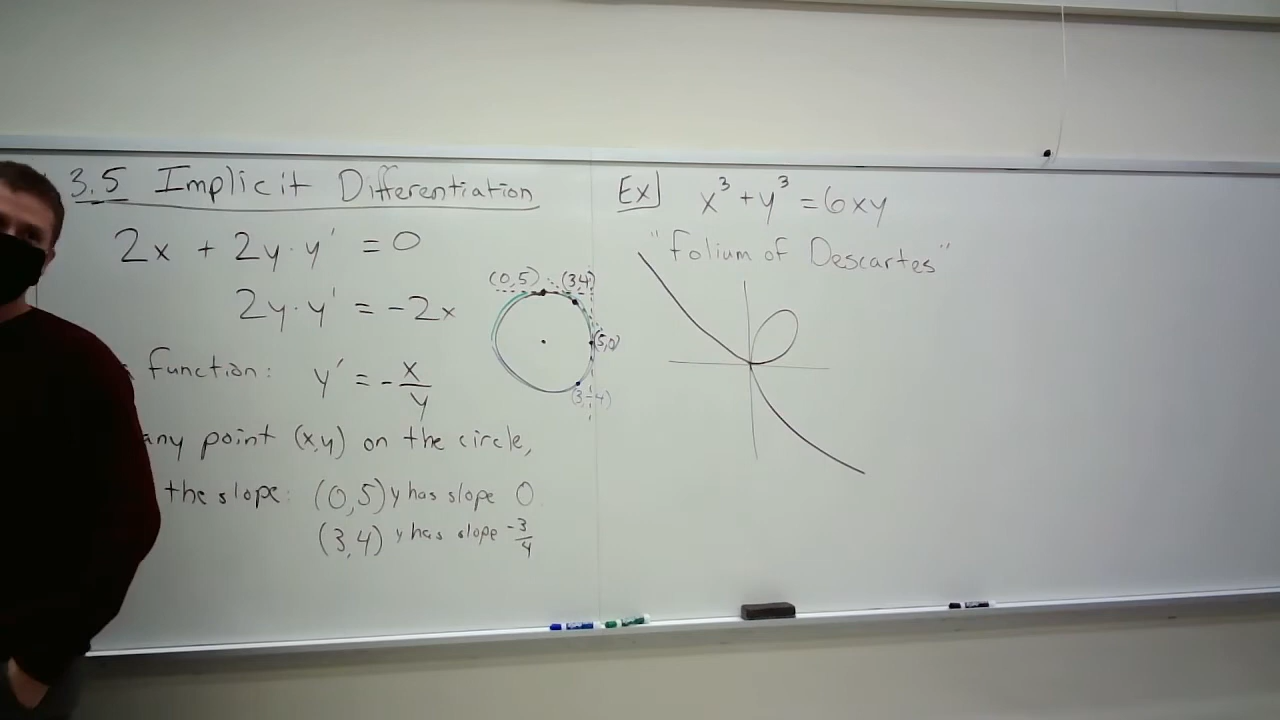 3.5 Implicit Differentiation
2x + 2y·y' = 0
2y·y' = -2x
function: y' = -x/y
any point (x,y) on the circle,
the slope: (0,5) y has slope 0.
(3,4) y has slope -3/4
(0,5) (3,4)
(5,0)
(3,-4)
Ex] x³ + y³ = 6xy
"Folium of Descartes"